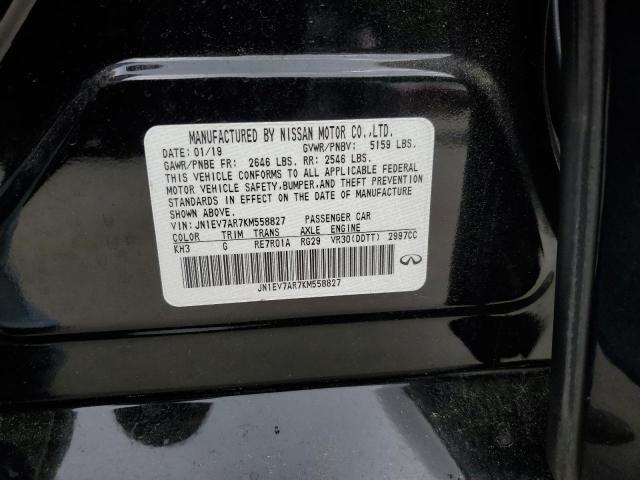 MANUFACTURED BY NISSAN MOTOR CO.,LTD.
DATE: 01/19 GVWR/PNBV: 5159 LBS.
GAWR/PNBE FR: 2646 LBS. RR: 2546 LBS.
THIS VEHICLE CONFORMS TO ALL APPLICABLE FEDERAL
MOTOR VEHICLE SAFETY,BUMPER,AND THEFT PREVENTION
STANDARDS IN EFFECT ON THE DATE OF MANUFACTURE
SHOWN ABOVE.
VIN: JN1EV7AR7KM558827 PASSENGER CAR
COLOR TRIM TRANS AXLE ENGINE
KH3 G RE7R01A RG29 VR30(DDTT) 2997CC
JN1EV7AR7KM558827